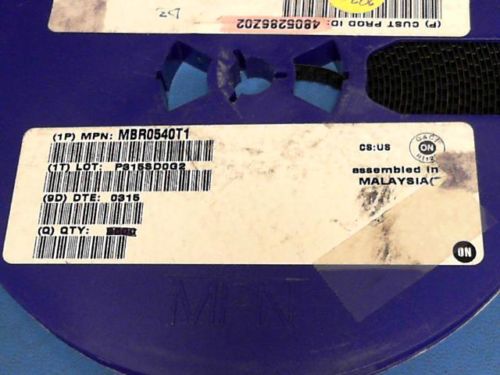 (P) CUST PROD ID: 4805286Z02
(1P) MPN: MBR0540T1
CS:US
ON
(1T) LOT: P615SD0G2
assembled in
MALAYSIA(
(9D) DTE: 0315
(Q) QTY:
ON
MPN